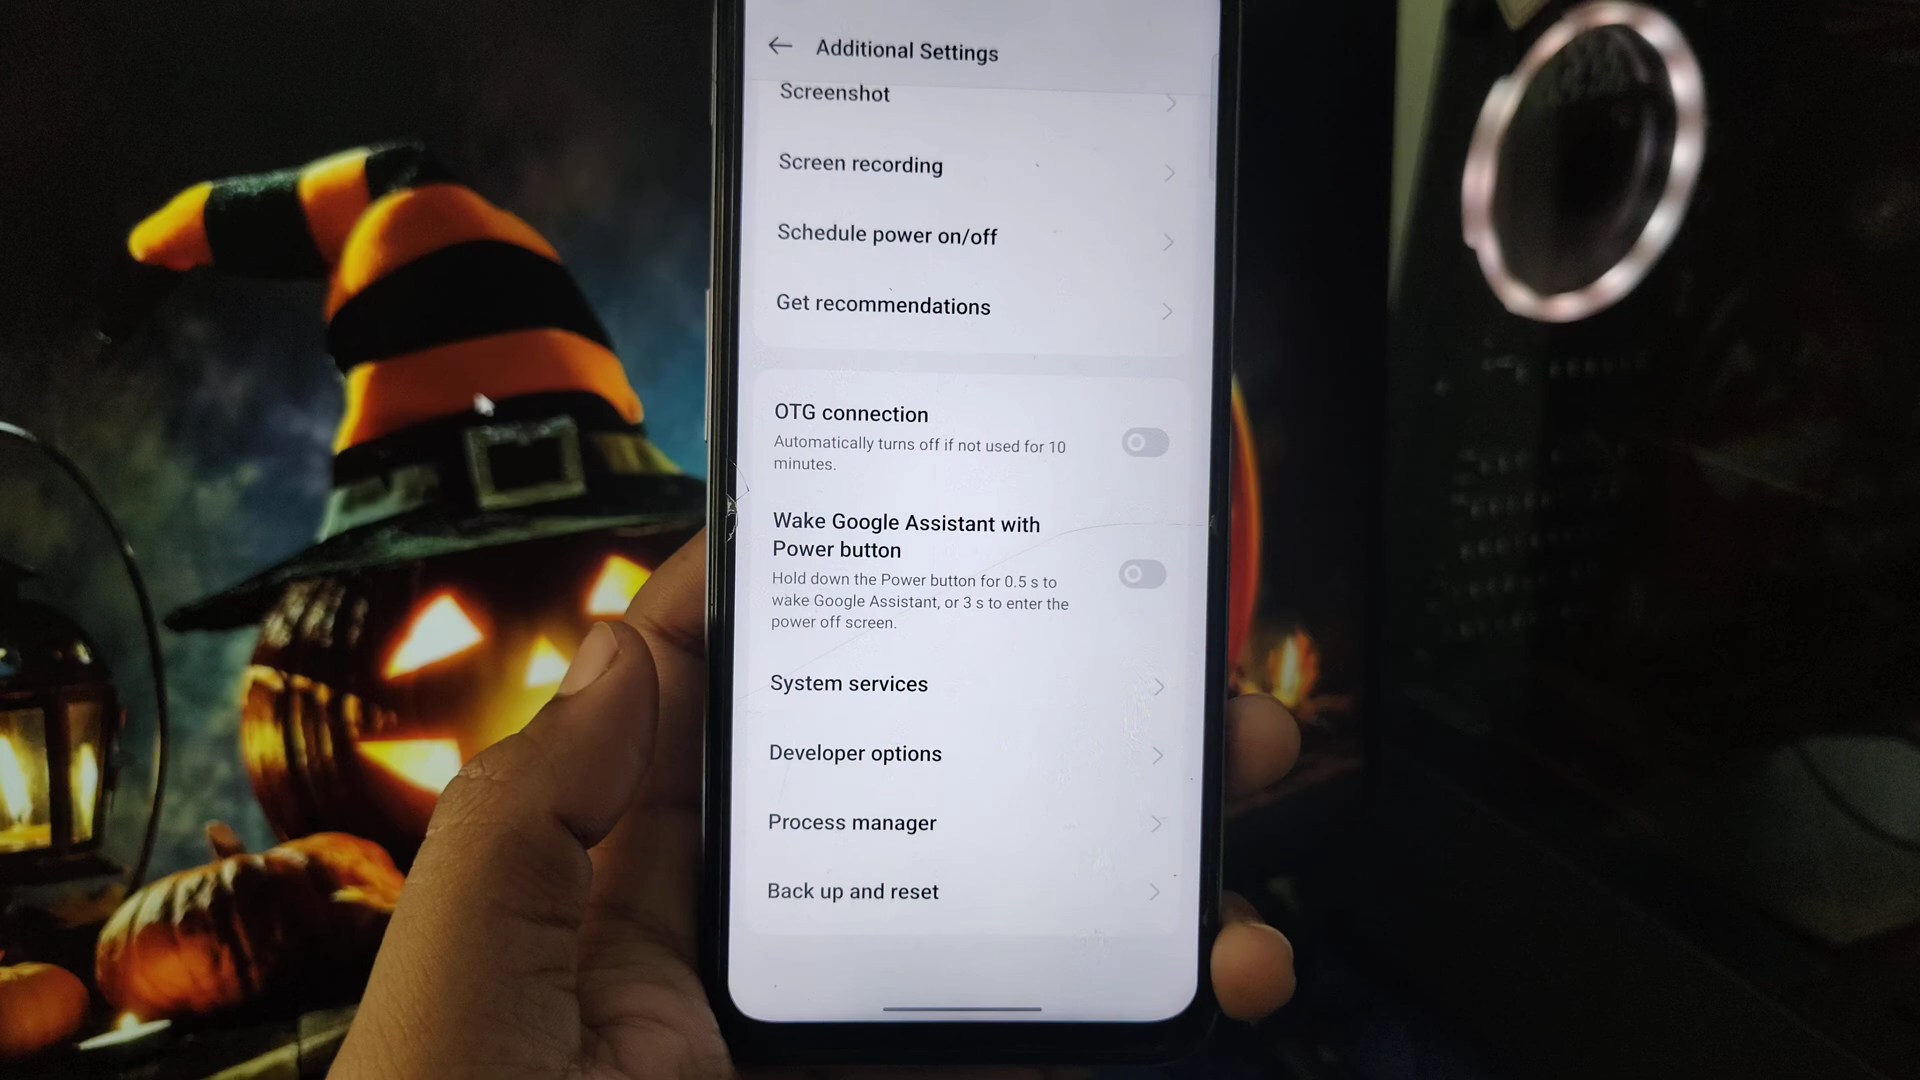 Additional Settings
Screenshot
Screen recording
Schedule power on/off
Get recommendations
OTG connection
Automatically turns off if not used for 10
minutes.
Wake Google Assistant with
Power button
Hold down the Power button for 0.5 s to
wake Google Assistant, or 3 s to enter the
power off screen.
System services
Developer options
Process manager
Back up and reset